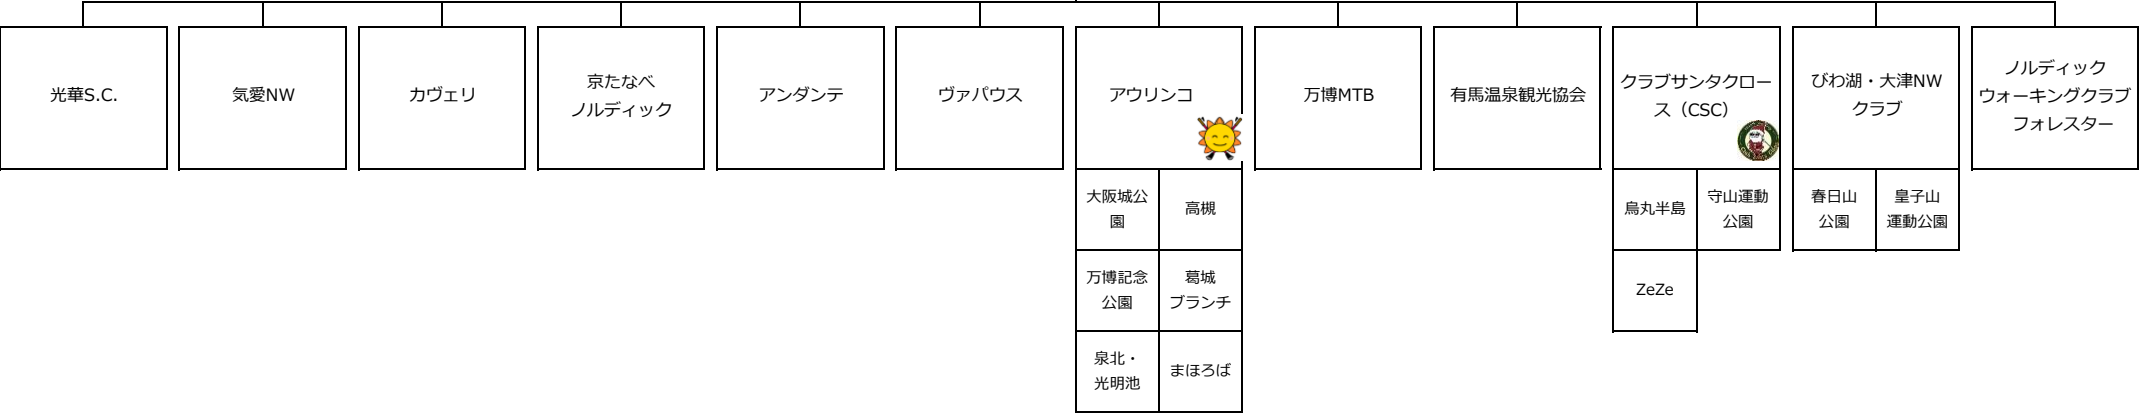 光華S.C.
気愛NW
カヴェリ
京たなべ
ノルディック
アンダンテ
ヴァパウス
アウリンコ
万博MTB
有馬温泉観光協会
クラブサンタクロー
ス（CSC）
びわ湖・大津NW
クラブ
ノルディック
ウォーキングクラブ
フォレスター
大阪城公
園
高槻
万博記念
公園
葛城
ブランチ
泉北・
光明池
まほろば
烏丸半島
守山運動
公園
ZeZe
春日山
公園
皇子山
運動公園